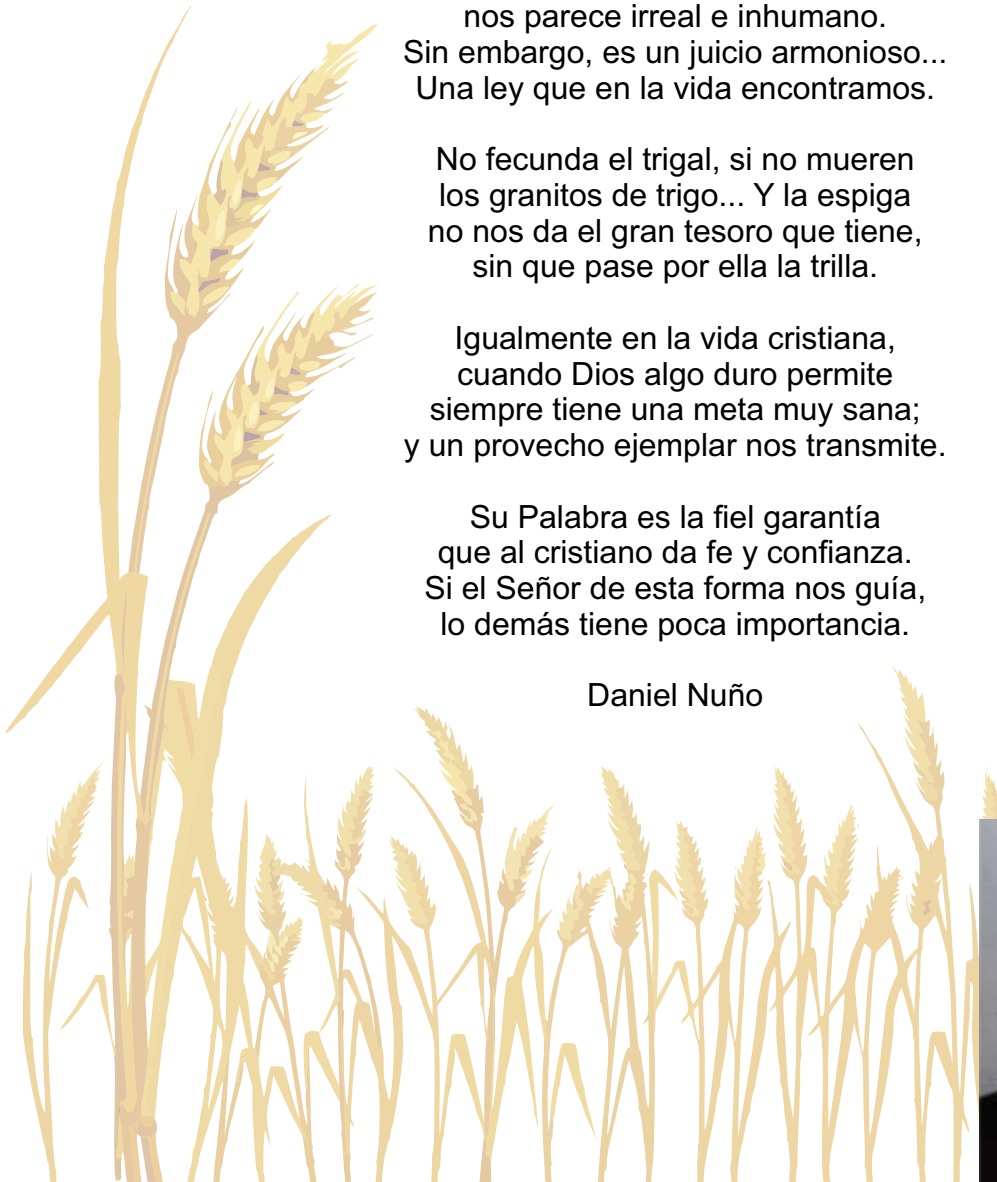 nos parece irreal e inhumano.
Sin embargo, es un juicio armonioso...
Una ley que en la vida encontramos.
No fecunda el trigal, si no mueren
los granitos de trigo... Y la espiga
no nos da el gran tesoro que tiene,
sin que pase por ella la trilla.
Igualmente en la vida cristiana,
cuando Dios algo duro permite
siempre tiene una meta muy sana;
y un provecho ejemplar nos transmite.
Su Palabra es la fiel garantía
que al cristiano da fe y confianza.
Si el Señor de esta forma nos guía,
lo demás tiene poca importancia.
Daniel Nuño